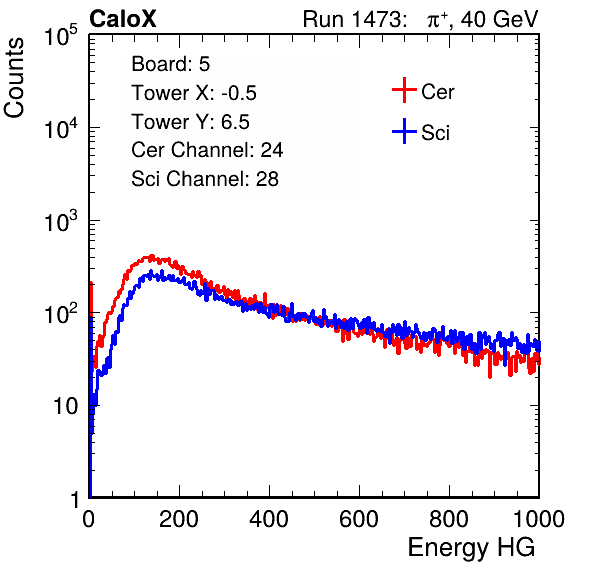 CaloX Run 1473: π⁺, 40 GeV
Counts
10⁵
10⁴
10³
10²
10
1
Board: 5
Tower X: -0.5
Tower Y: 6.5
Cer Channel: 24
Sci Channel: 28
Cer
Sci
0 200 400 600 800 1000
Energy HG